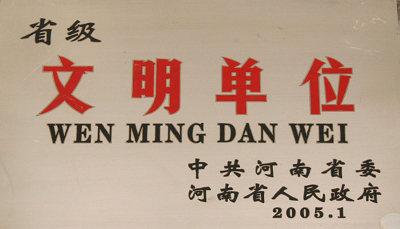 省级
文明单位
WEN MING DAN WEI
中共河南省委
河南省人民政府
2005.1